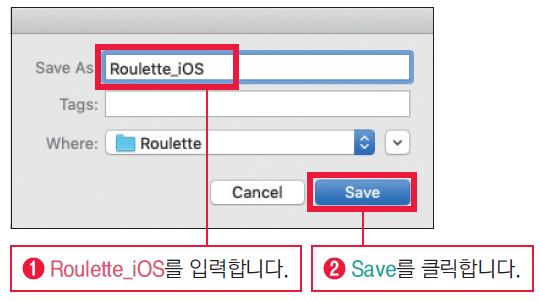 Save As: Roulette_iOS
Tags:
Where: Roulette
Cancel Save
❶ Roulette_iOS를 입력합니다.
❷ Save를 클릭합니다.